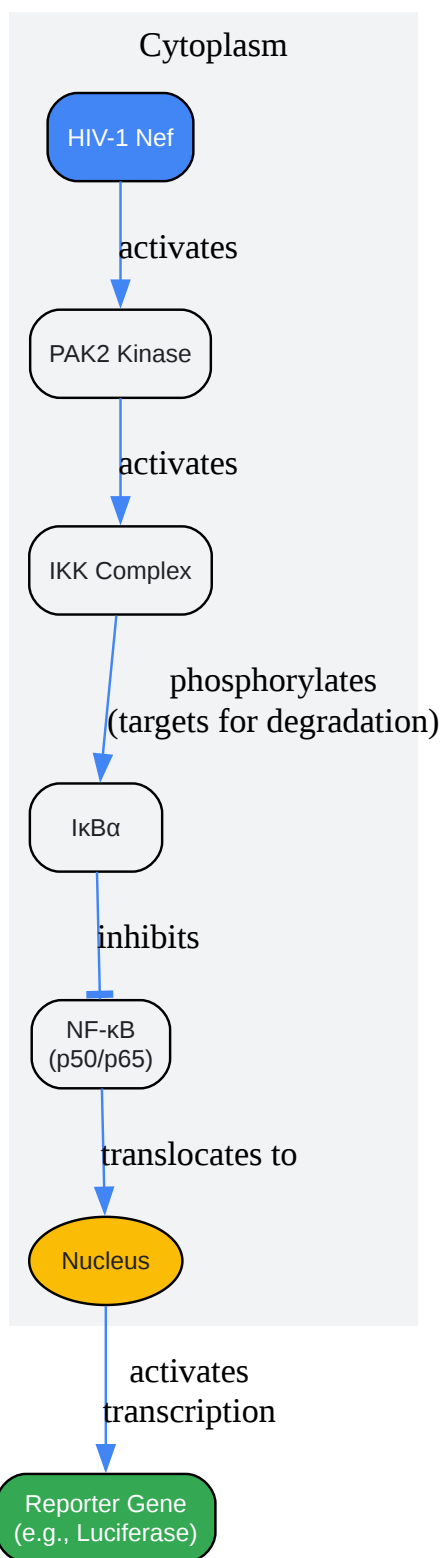 Cytoplasm
HIV-1 Nef
activates
PAK2 Kinase
activates
IKK Complex
phosphorylates
(targets for degradation)
IκBα
inhibits
NF-κB
(p50/p65)
translocates to
Nucleus
activates
transcription
Reporter Gene
(e.g., Luciferase)